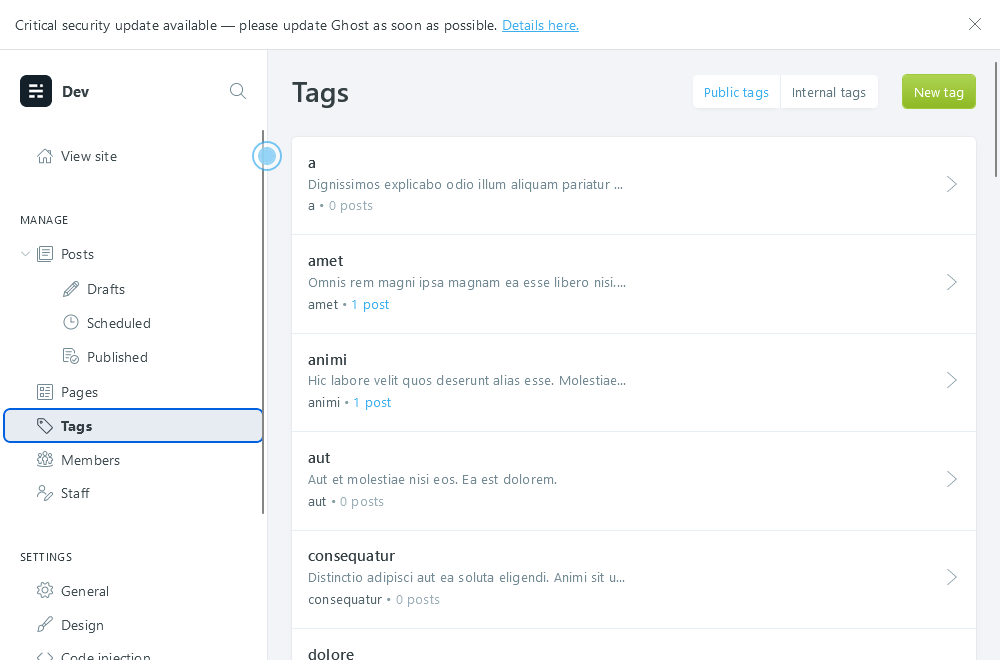 Critical security update available — please update Ghost as soon as possible. Details here.
Dev
View site
MANAGE
Posts
Drafts
Scheduled
Published
Pages
Tags
Members
Staff
SETTINGS
General
Design
Code injection
Tags
Public tags
Internal tags
New tag
a
Dignissimos explicabo odio illum aliquam pariatur ...
a • 0 posts
amet
Omnis rem magni ipsa magnam ea esse libero nisi....
amet • 1 post
animi
Hic labore velit quos deserunt alias esse. Molestiae...
animi • 1 post
aut
Aut et molestiae nisi eos. Ea est dolorem.
aut • 0 posts
consequatur
Distinctio adipisci aut ea soluta eligendi. Animi sit u...
consequatur • 0 posts
dolore